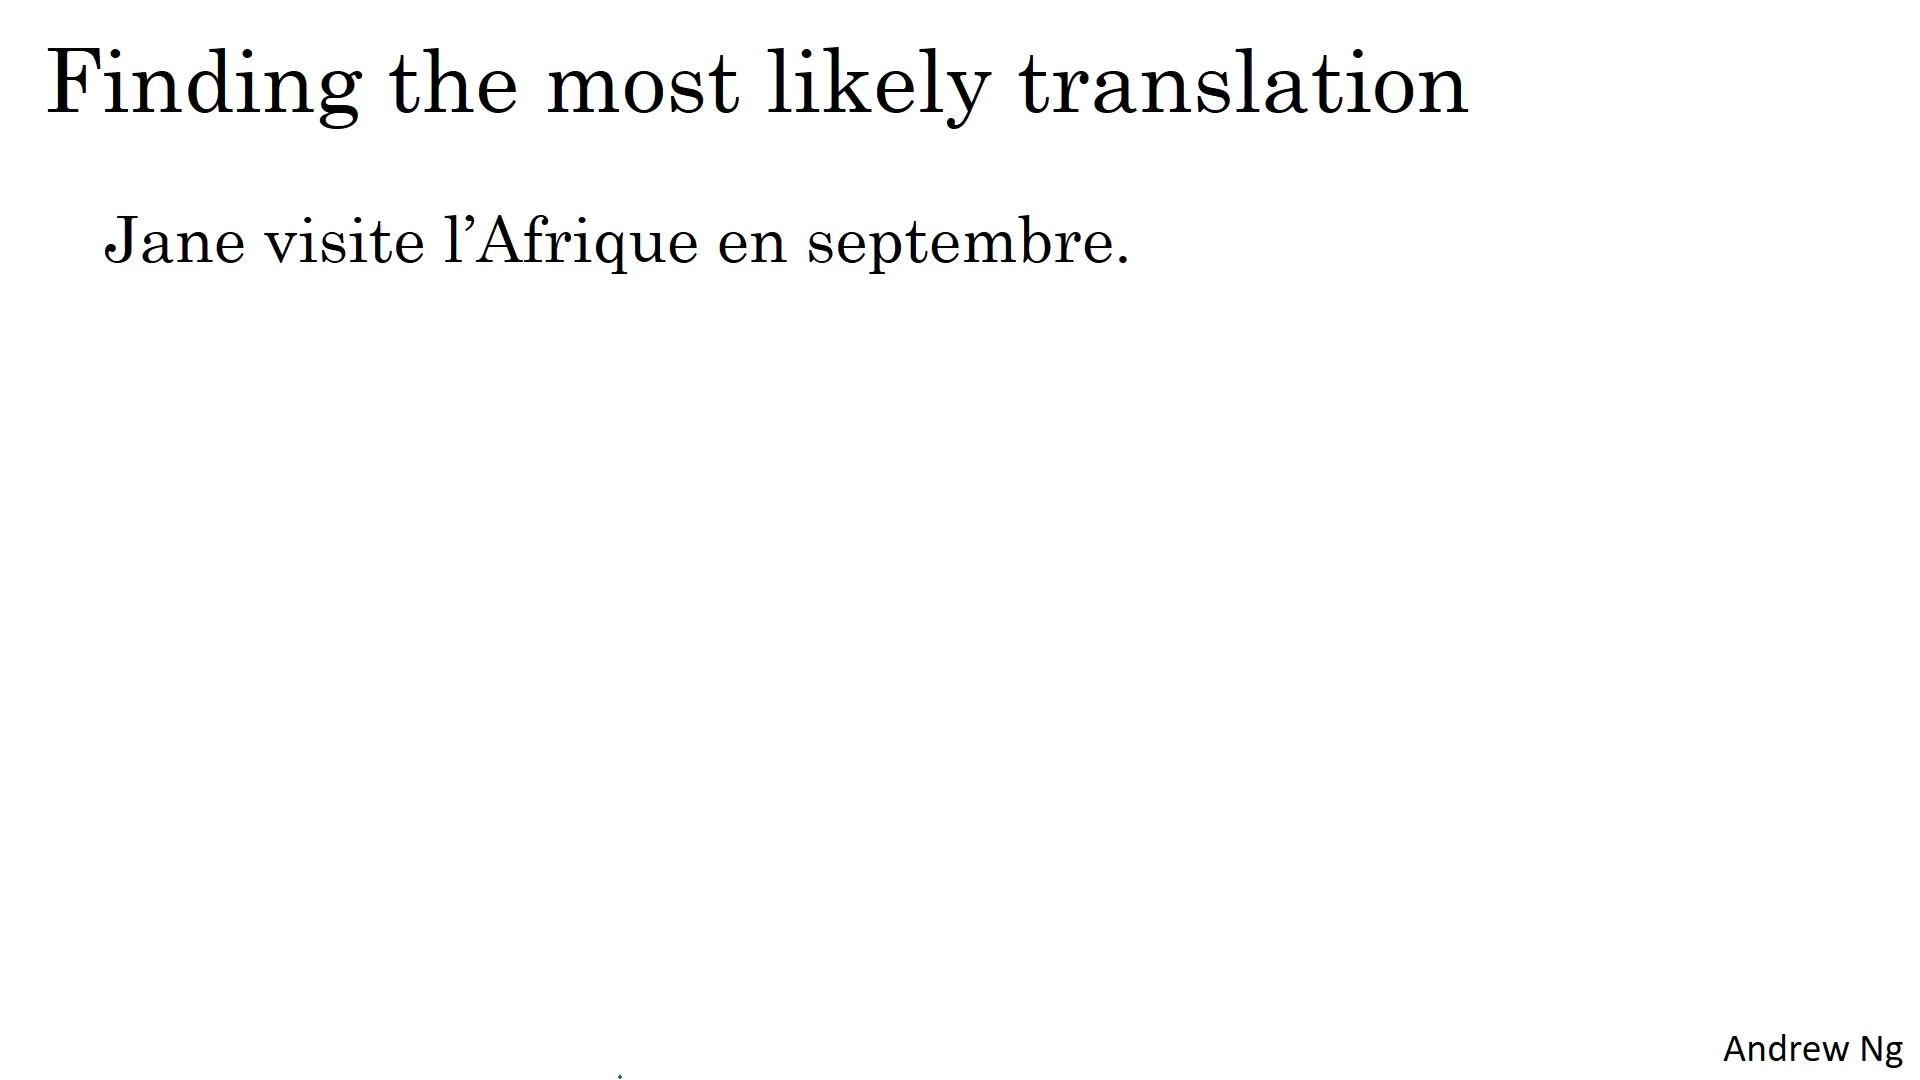 Finding the most likely translation
Jane visite l’Afrique en septembre.
Andrew Ng